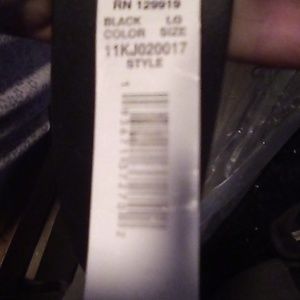 RN 129919
BLACK LG
COLOR SIZE
11KJ020017
STYLE